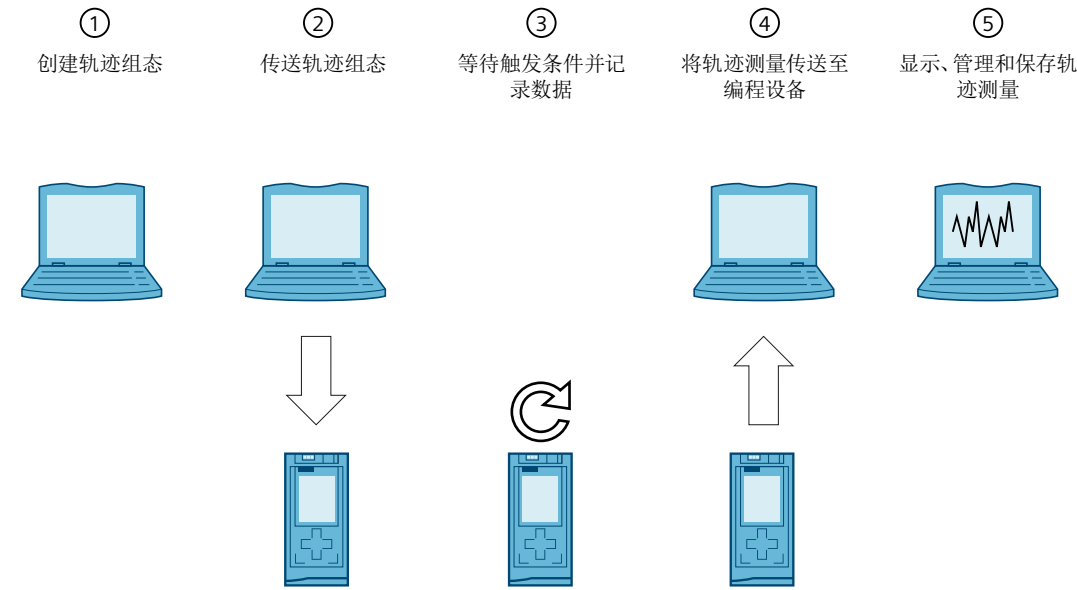 ①
创建轨迹组态
②
传送轨迹组态
③
等待触发条件并记
录数据
④
将轨迹测量传送至
编程设备
⑤
显示、管理和保存轨
迹测量